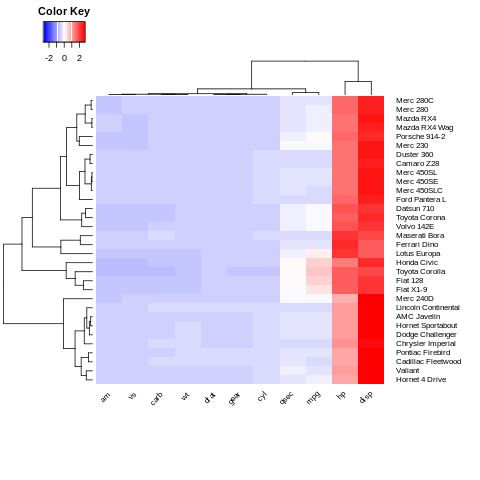 Color Key
-2 0 2
Merc 280C
Merc 280
Mazda RX4
Mazda RX4 Wag
Porsche 914-2
Merc 230
Duster 360
Camaro Z28
Merc 450SL
Merc 450SE
Merc 450SLC
Ford Pantera L
Datsun 710
Toyota Corona
Volvo 142E
Maserati Bora
Ferrari Dino
Lotus Europa
Honda Civic
Toyota Corolla
Fiat 128
Fiat X1-9
Merc 240D
Lincoln Continental
AMC Javelin
Hornet Sportabout
Dodge Challenger
Chrysler Imperial
Pontiac Firebird
Cadillac Fleetwood
Valiant
Hornet 4 Drive
am vs carb wt drat gear cyl qsec mpg hp disp